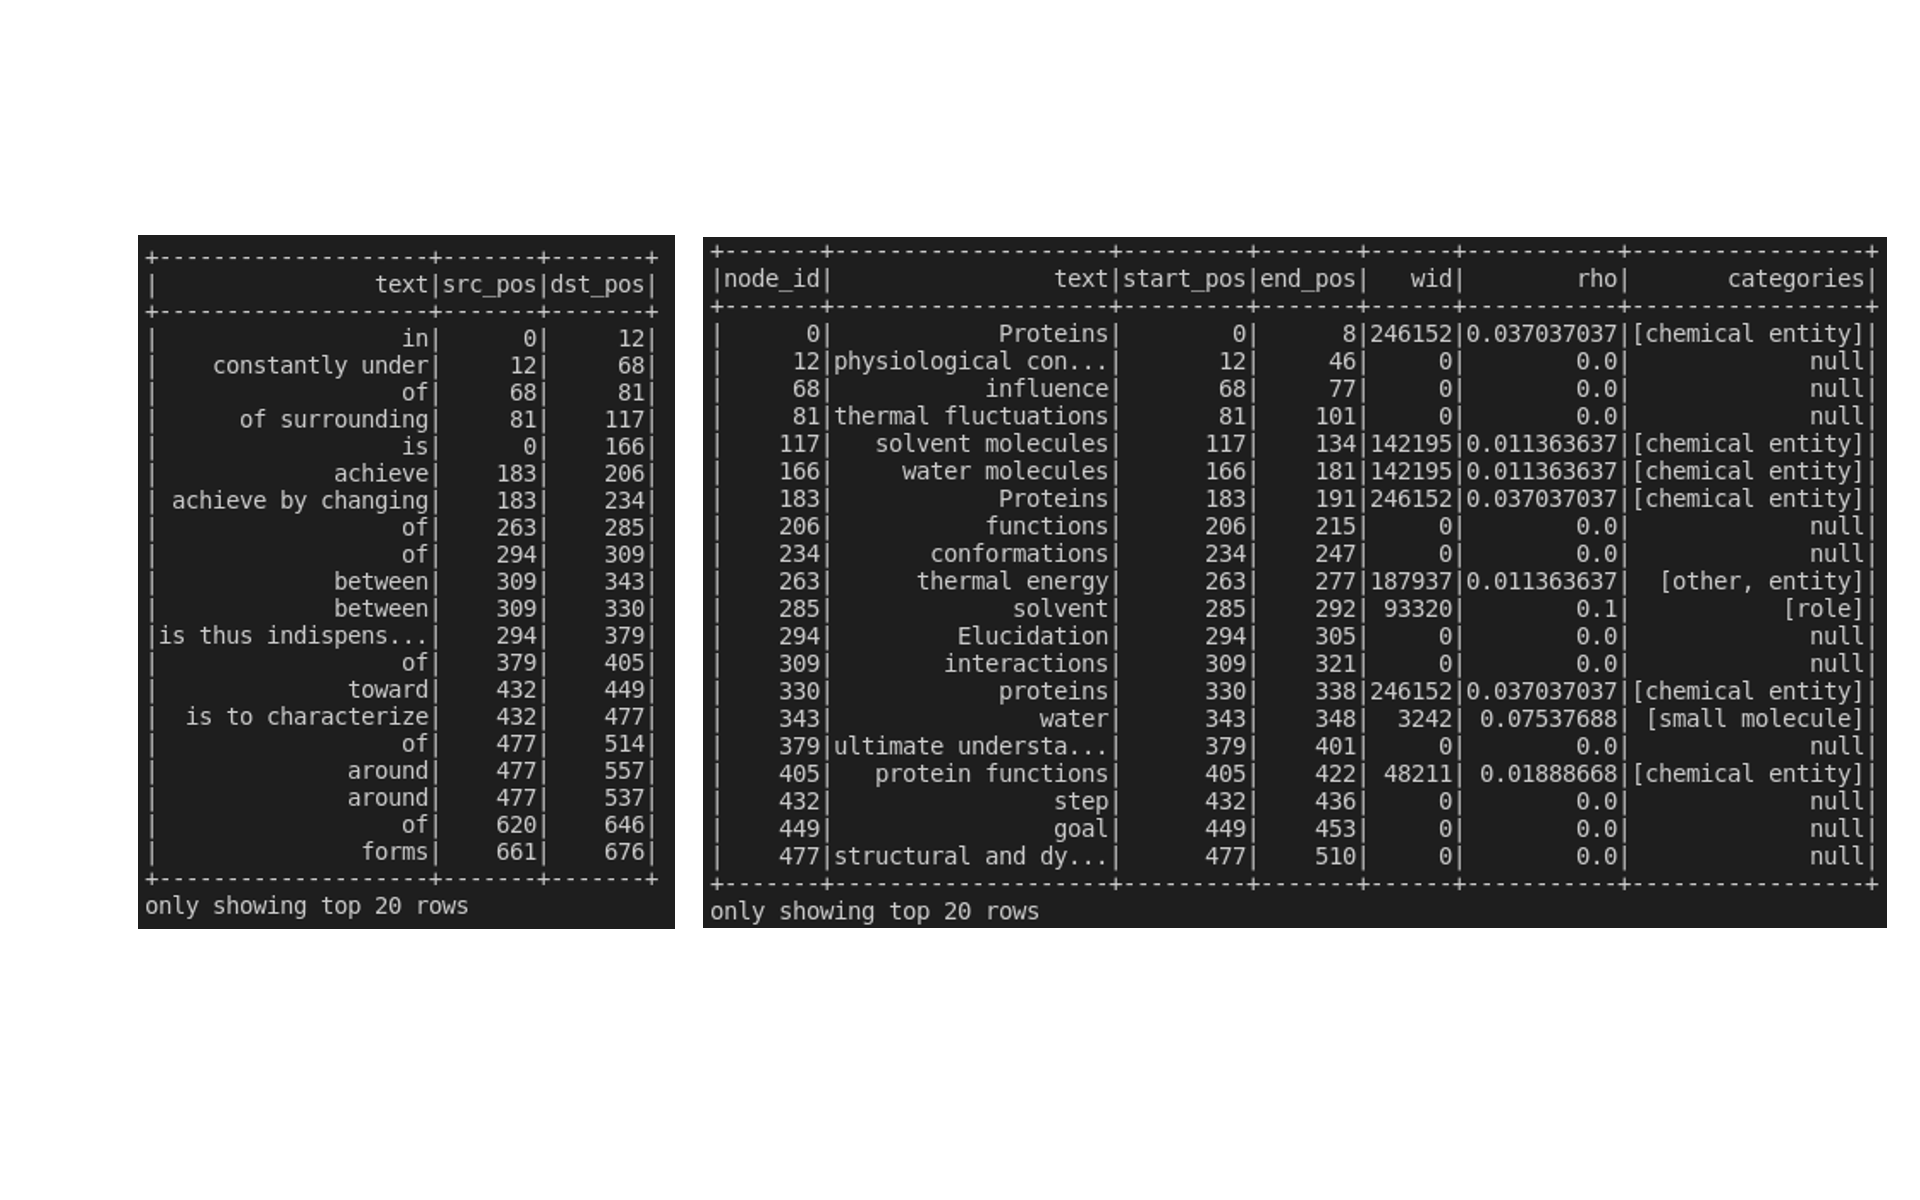 +--------------------+-------+-------+
|                text|src_pos|dst_pos|
+--------------------+-------+-------+
|                  in|      0|     12|
|    constantly under|     12|     68|
|                  of|     68|     81|
|      of surrounding|     81|    117|
|                  is|      0|    166|
|             achieve|    183|    206|
| achieve by changing|    183|    234|
|                  of|    263|    285|
|                  of|    294|    309|
|             between|    309|    343|
|             between|    309|    330|
|is thus indispens...|    294|    379|
|                  of|    379|    405|
|              toward|    432|    449|
|  is to characterize|    432|    477|
|                  of|    477|    514|
|              around|    477|    557|
|              around|    477|    537|
|                  of|    620|    646|
|               forms|    661|    676|
+--------------------+-------+-------+
only showing top 20 rows
+-------+--------------------+---------+-------+------+-----------+-----------------+
|node_id|                text|start_pos|end_pos|   wid|        rho|       categories|
+-------+--------------------+---------+-------+------+-----------+-----------------+
|      0|            Proteins|        0|      8|246152|0.037037037|[chemical entity]|
|     12|physiological con...|       12|     46|     0|        0.0|             null|
|     68|           influence|       68|     77|     0|        0.0|             null|
|     81|thermal fluctuations|       81|    101|     0|        0.0|             null|
|    117|   solvent molecules|      117|    134|142195|0.011363637|[chemical entity]|
|    166|     water molecules|      166|    181|142195|0.011363637|[chemical entity]|
|    183|            Proteins|      183|    191|246152|0.037037037|[chemical entity]|
|    206|           functions|      206|    215|     0|        0.0|             null|
|    234|       conformations|      234|    247|     0|        0.0|             null|
|    263|      thermal energy|      263|    277|187937|0.011363637|  [other, entity]|
|    285|             solvent|      285|    292| 93320|        0.1|           [role]|
|    294|         Elucidation|      294|    305|     0|        0.0|             null|
|    309|        interactions|      309|    321|     0|        0.0|             null|
|    330|            proteins|      330|    338|246152|0.037037037|[chemical entity]|
|    343|               water|      343|    348|  3242| 0.07537688| [small molecule]|
|    379|ultimate understa...|      379|    401|     0|        0.0|             null|
|    405|   protein functions|      405|    422| 48211| 0.01888668|[chemical entity]|
|    432|                step|      432|    436|     0|        0.0|             null|
|    449|                goal|      449|    453|     0|        0.0|             null|
|    477|structural and dy...|      477|    510|     0|        0.0|             null|
+-------+--------------------+---------+-------+------+-----------+-----------------+
only showing top 20 rows